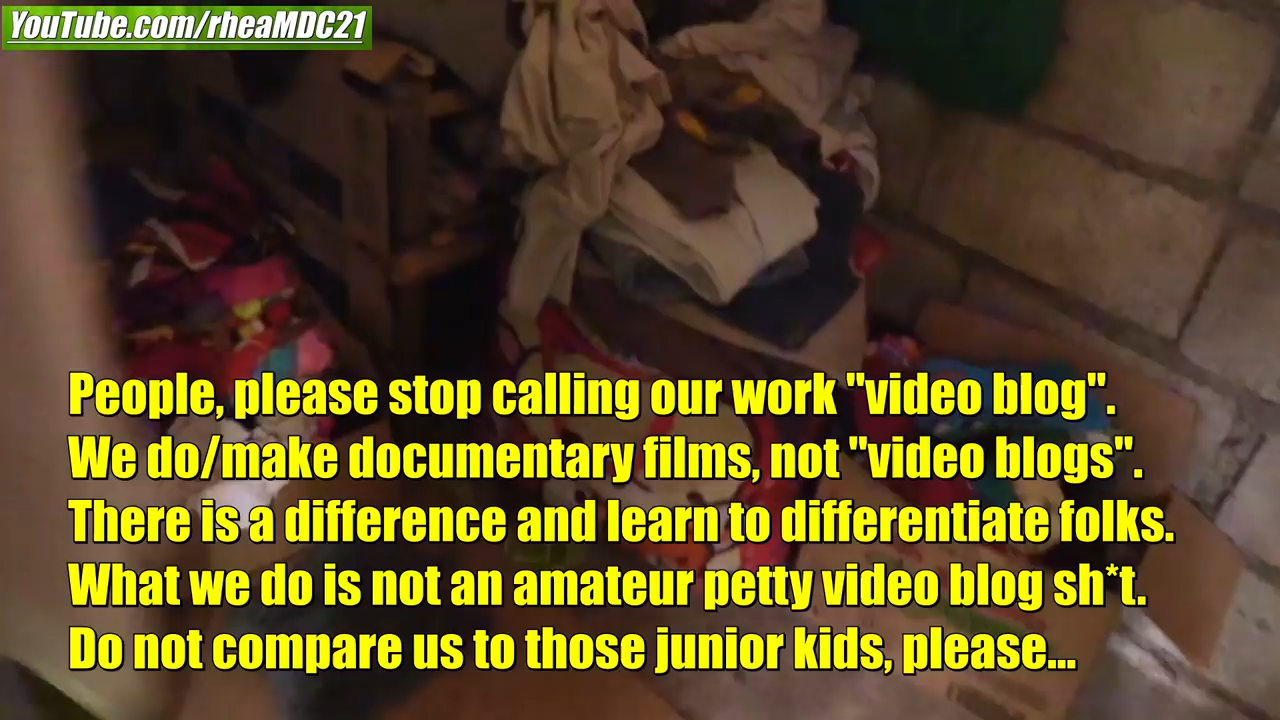 YouTube.com/rheaMDC21
People, please stop calling our work "video blog".
We do/make documentary films, not "video blogs".
There is a difference and learn to differentiate folks.
What we do is not an amateur petty video blog sh*t.
Do not compare us to those junior kids, please...